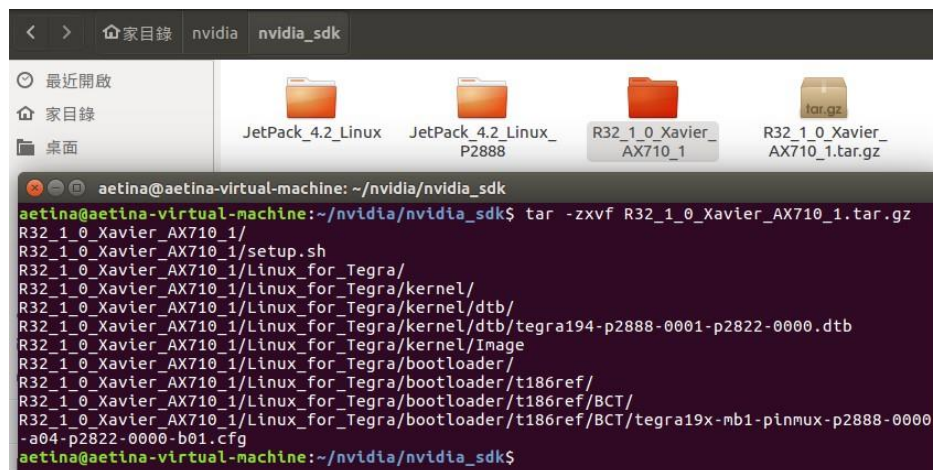 家目錄 nvidia nvidia_sdk
最近開啟
家目錄
桌面
JetPack_4.2_Linux
JetPack_4.2_Linux_
P2888
R32_1_0_Xavier_
AX710_1
tar.gz
R32_1_0_Xavier_
AX710_1.tar.gz
aetina@aetina-virtual-machine: ~/nvidia/nvidia_sdk
aetina@aetina-virtual-machine:~/nvidia/nvidia_sdk$ tar -zxvf R32_1_0_Xavier_AX710_1.tar.gz
R32_1_0_Xavier_AX710_1/
R32_1_0_Xavier_AX710_1/setup.sh
R32_1_0_Xavier_AX710_1/Linux_for_Tegra/
R32_1_0_Xavier_AX710_1/Linux_for_Tegra/kernel/
R32_1_0_Xavier_AX710_1/Linux_for_Tegra/kernel/dtb/
R32_1_0_Xavier_AX710_1/Linux_for_Tegra/kernel/dtb/tegra194-p2888-0001-p2822-0000.dtb
R32_1_0_Xavier_AX710_1/Linux_for_Tegra/kernel/Image
R32_1_0_Xavier_AX710_1/Linux_for_Tegra/bootloader/
R32_1_0_Xavier_AX710_1/Linux_for_Tegra/bootloader/t186ref/
R32_1_0_Xavier_AX710_1/Linux_for_Tegra/bootloader/t186ref/BCT/
R32_1_0_Xavier_AX710_1/Linux_for_Tegra/bootloader/t186ref/BCT/tegra19x-mb1-pinmux-p2888-0000
-a04-p2822-0000-b01.cfg
aetina@aetina-virtual-machine:~/nvidia/nvidia_sdk$